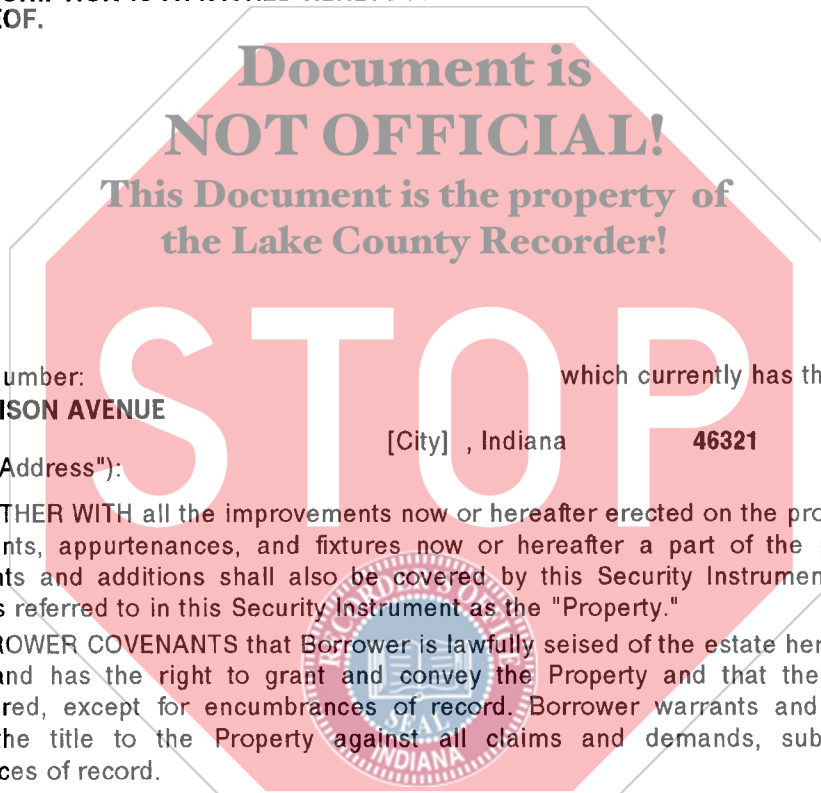 EOF.
Document is
NOT OFFICIAL!
This Document is the property of
the Lake County Recorder!
STOP
umber: which currently has th
ISON AVENUE
[City] , Indiana 46321
Address"):
THER WITH all the improvements now or hereafter erected on the pro
nts, appurtenances, and fixtures now or hereafter a part of the
ts and additions shall also be covered by this Security Instrumen
s referred to in this Security Instrument as the "Property."
ROWER COVENANTS that Borrower is lawfully seised of the estate her
and has the right to grant and convey the Property and that the
red, except for encumbrances of record. Borrower warrants and
the title to the Property against all claims and demands, sub
ces of record.
RECORDER'S OFFICE
SEAL
INDIANA